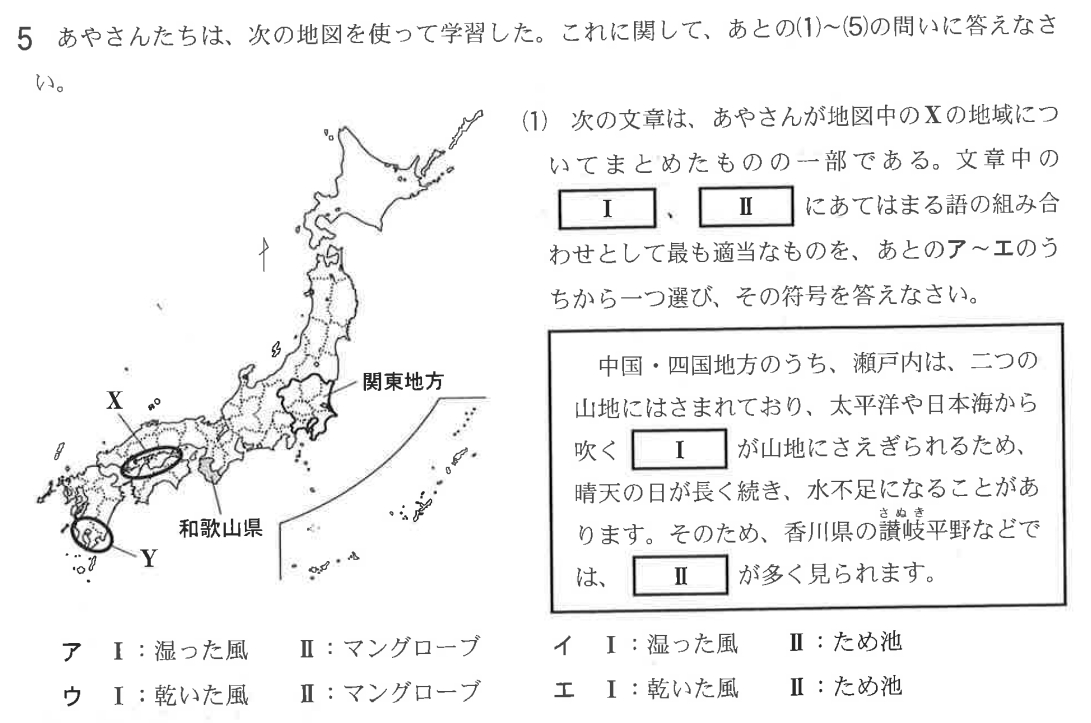 5 あやさんたちは、次の地図を使って学習した。これに関して、あとの(1)~(5)の問いに答えなさ
い。
X
関東地方
和歌山県
Y
(1) 次の文章は、あやさんが地図中のXの地域につ
いてまとめたものの一部である。文章中の
Ⅰ 、 Ⅱ にあてはまる語の組み合
わせとして最も適当なものを、あとのア~エのう
ちから一つ選び、その符号を答えなさい。
中国・四国地方のうち、瀬戸内は、二つの
山地にはさまれており、太平洋や日本海から
吹く Ⅰ が山地にさえぎられるため、
晴天の日が長く続き、水不足になることがあ
ります。そのため、香川県の讃岐平野などで
さぬき
は、 Ⅱ が多く見られます。
ア Ⅰ:湿った風 Ⅱ:マングローブ イ Ⅰ:湿った風 Ⅱ:ため池
ウ Ⅰ:乾いた風 Ⅱ:マングローブ エ Ⅰ:乾いた風 Ⅱ:ため池